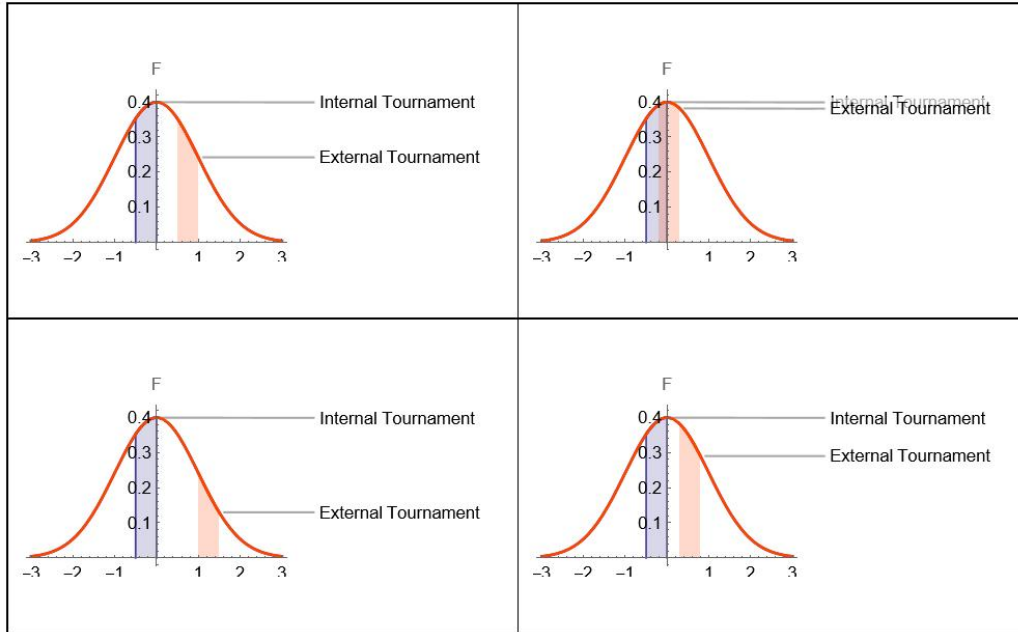 F
0.4 Internal Tournament
0.3
External Tournament
0.2
0.1
−3 −2 −1 1 2 3
F
0.4 Internal Tournament
External Tournament
0.3
0.2
0.1
−3 −2 −1 1 2 3
F
0.4 Internal Tournament
0.3
0.2
External Tournament
0.1
−3 −2 −1 1 2 3
F
0.4 Internal Tournament
0.3 External Tournament
0.2
0.1
−3 −2 −1 1 2 3